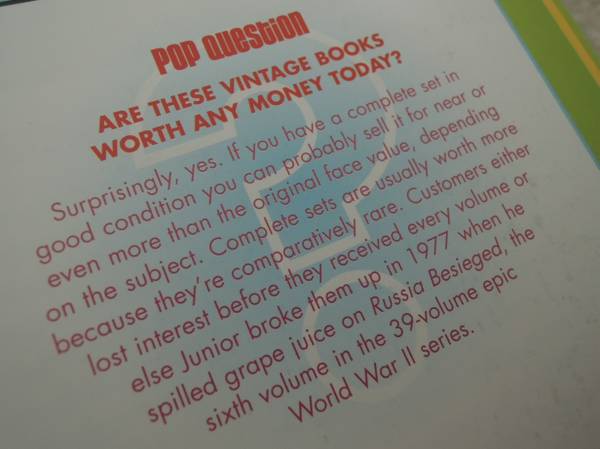 POP QUESTION
ARE THESE VINTAGE BOOKS
WORTH ANY MONEY TODAY?
Surprisingly, yes. If you have a complete set in
good condition you can probably sell it for near or
even more than the original face value, depending
on the subject. Complete sets are usually worth more
because they're comparatively rare. Customers either
lost interest before they received every volume or
else Junior broke them up in 1977 when he
spilled grape juice on Russia Besieged, the
sixth volume in the 39-volume epic
World War II series.